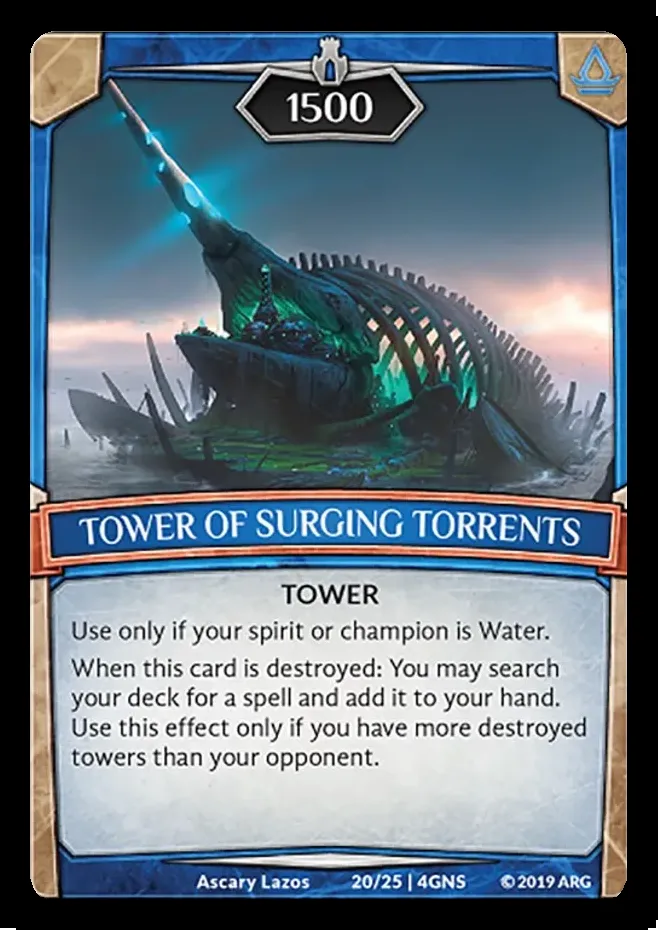 1500
TOWER OF SURGING TORRENTS
TOWER
Use only if your spirit or champion is Water.
When this card is destroyed: You may search
your deck for a spell and add it to your hand.
Use this effect only if you have more destroyed
towers than your opponent.
Ascary Lazos 20/25 | 4GNS © 2019 ARG